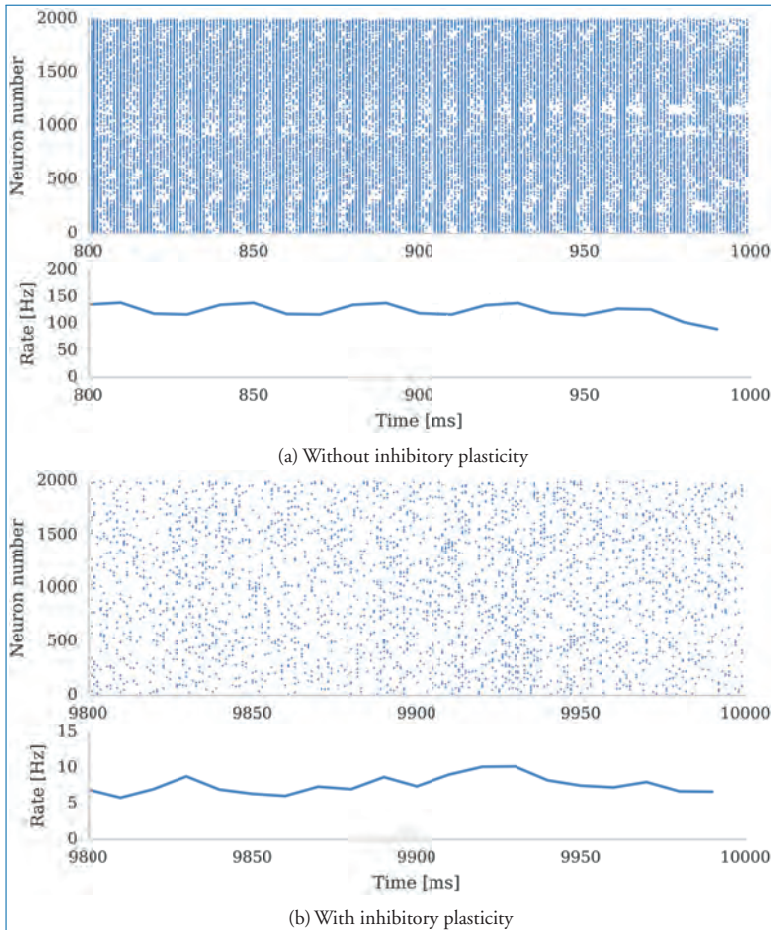 2000
1500
1000
500
0
Neuron number
800 850 900 950 1000
200
150
100
50
0
Rate [Hz]
800 850 900 950 1000
Time [ms]
(a) Without inhibitory plasticity
2000
1500
1000
500
0
Neuron number
9800 9850 9900 9950 10000
15
10
5
0
Rate [Hz]
9800 9850 9900 9950 10000
Time [ms]
(b) With inhibitory plasticity